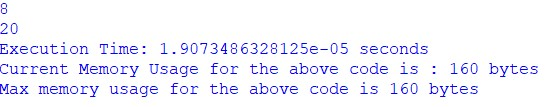 8
20
Execution Time: 1.9073486328125e-05 seconds
Current Memory Usage for the above code is : 160 bytes
Max memory usage for the above code is 160 bytes